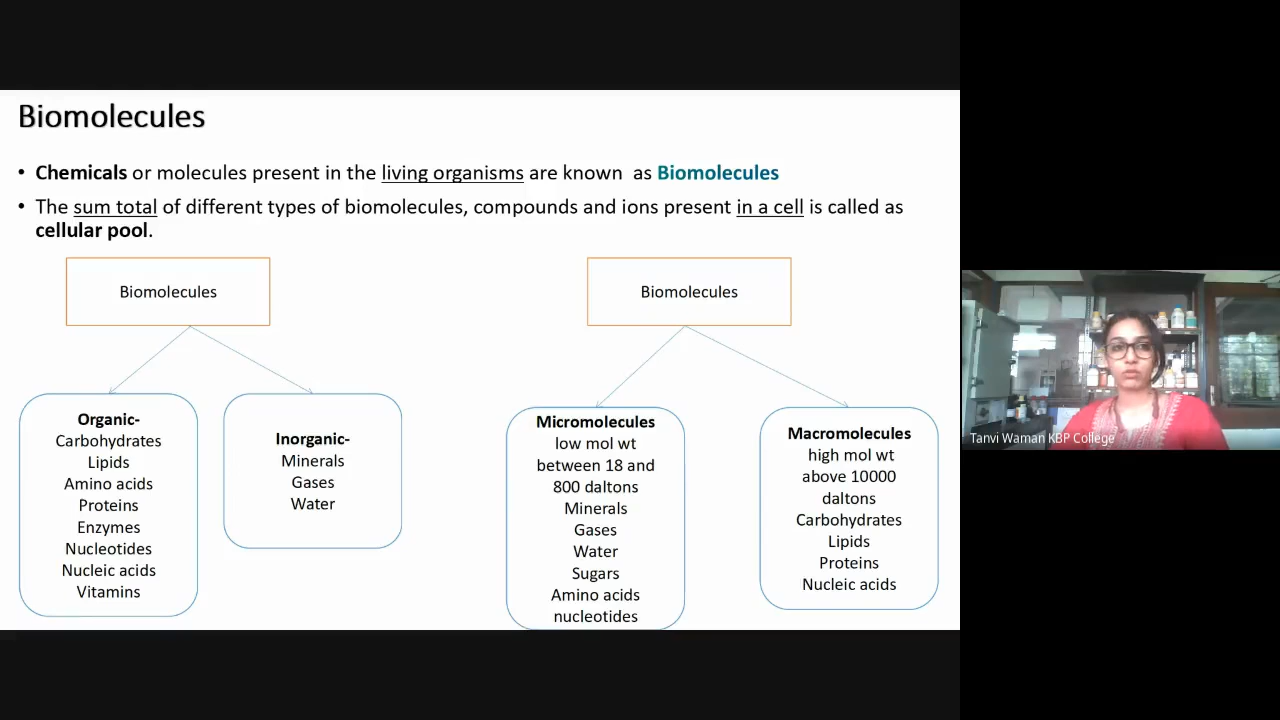 Biomolecules
• Chemicals or molecules present in the living organisms are known as Biomolecules
• The sum total of different types of biomolecules, compounds and ions present in a cell is called as
cellular pool.
Biomolecules
Organic-
Carbohydrates
Lipids
Amino acids
Proteins
Enzymes
Nucleotides
Nucleic acids
Vitamins
Inorganic-
Minerals
Gases
Water
Biomolecules
Micromolecules
low mol wt
between 18 and
800 daltons
Minerals
Gases
Water
Sugars
Amino acids
nucleotides
Macromolecules
high mol wt
above 10000
daltons
Carbohydrates
Lipids
Proteins
Nucleic acids
Tanvi Waman KBP College